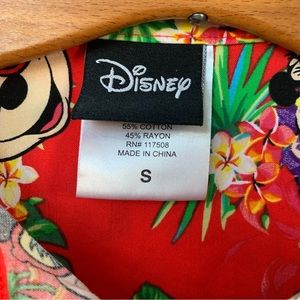 Disney
55% COTTON
45% RAYON
RN# 117508
MADE IN CHINA
S